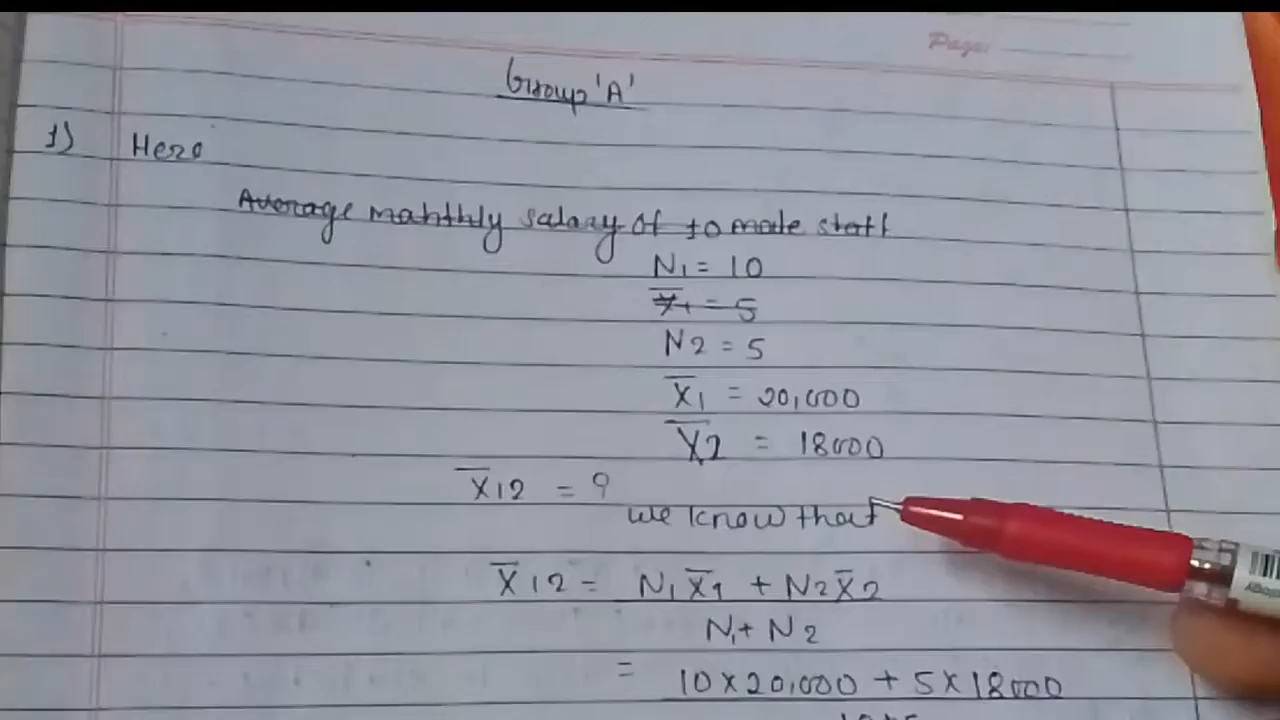 Page:
Group 'A'
1) Here
Average monthly salary of 10 male staff
N1 = 10
X̄1 = 5
N2 = 5
X̄1 = 20,000
X̄2 = 18000
X̄12 = ?
we know that
X̄12 = N1X̄1 + N2X̄2
N1 + N2
= 10 x 20,000 + 5 x 18000